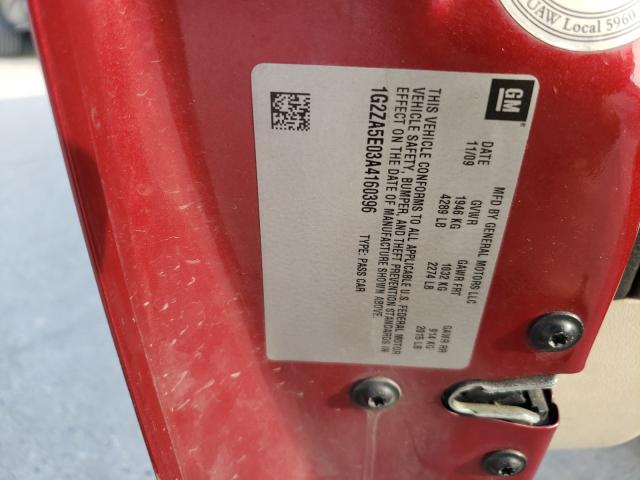 UAW Local 5960
GM
MFD BY GENERAL MOTORS LLC
DATE GVWR GAWR FRT GAWR RR
11/09 1946 KG 1032 KG 914 KG
4289 LB 2274 LB 2015 LB
THIS VEHICLE CONFORMS TO ALL APPLICABLE U.S. FEDERAL MOTOR
VEHICLE SAFETY, BUMPER, AND THEFT PREVENTION STANDARDS IN
EFFECT ON THE DATE OF MANUFACTURE SHOWN ABOVE.
1G2ZA5E03A4160396 TYPE: PASS CAR